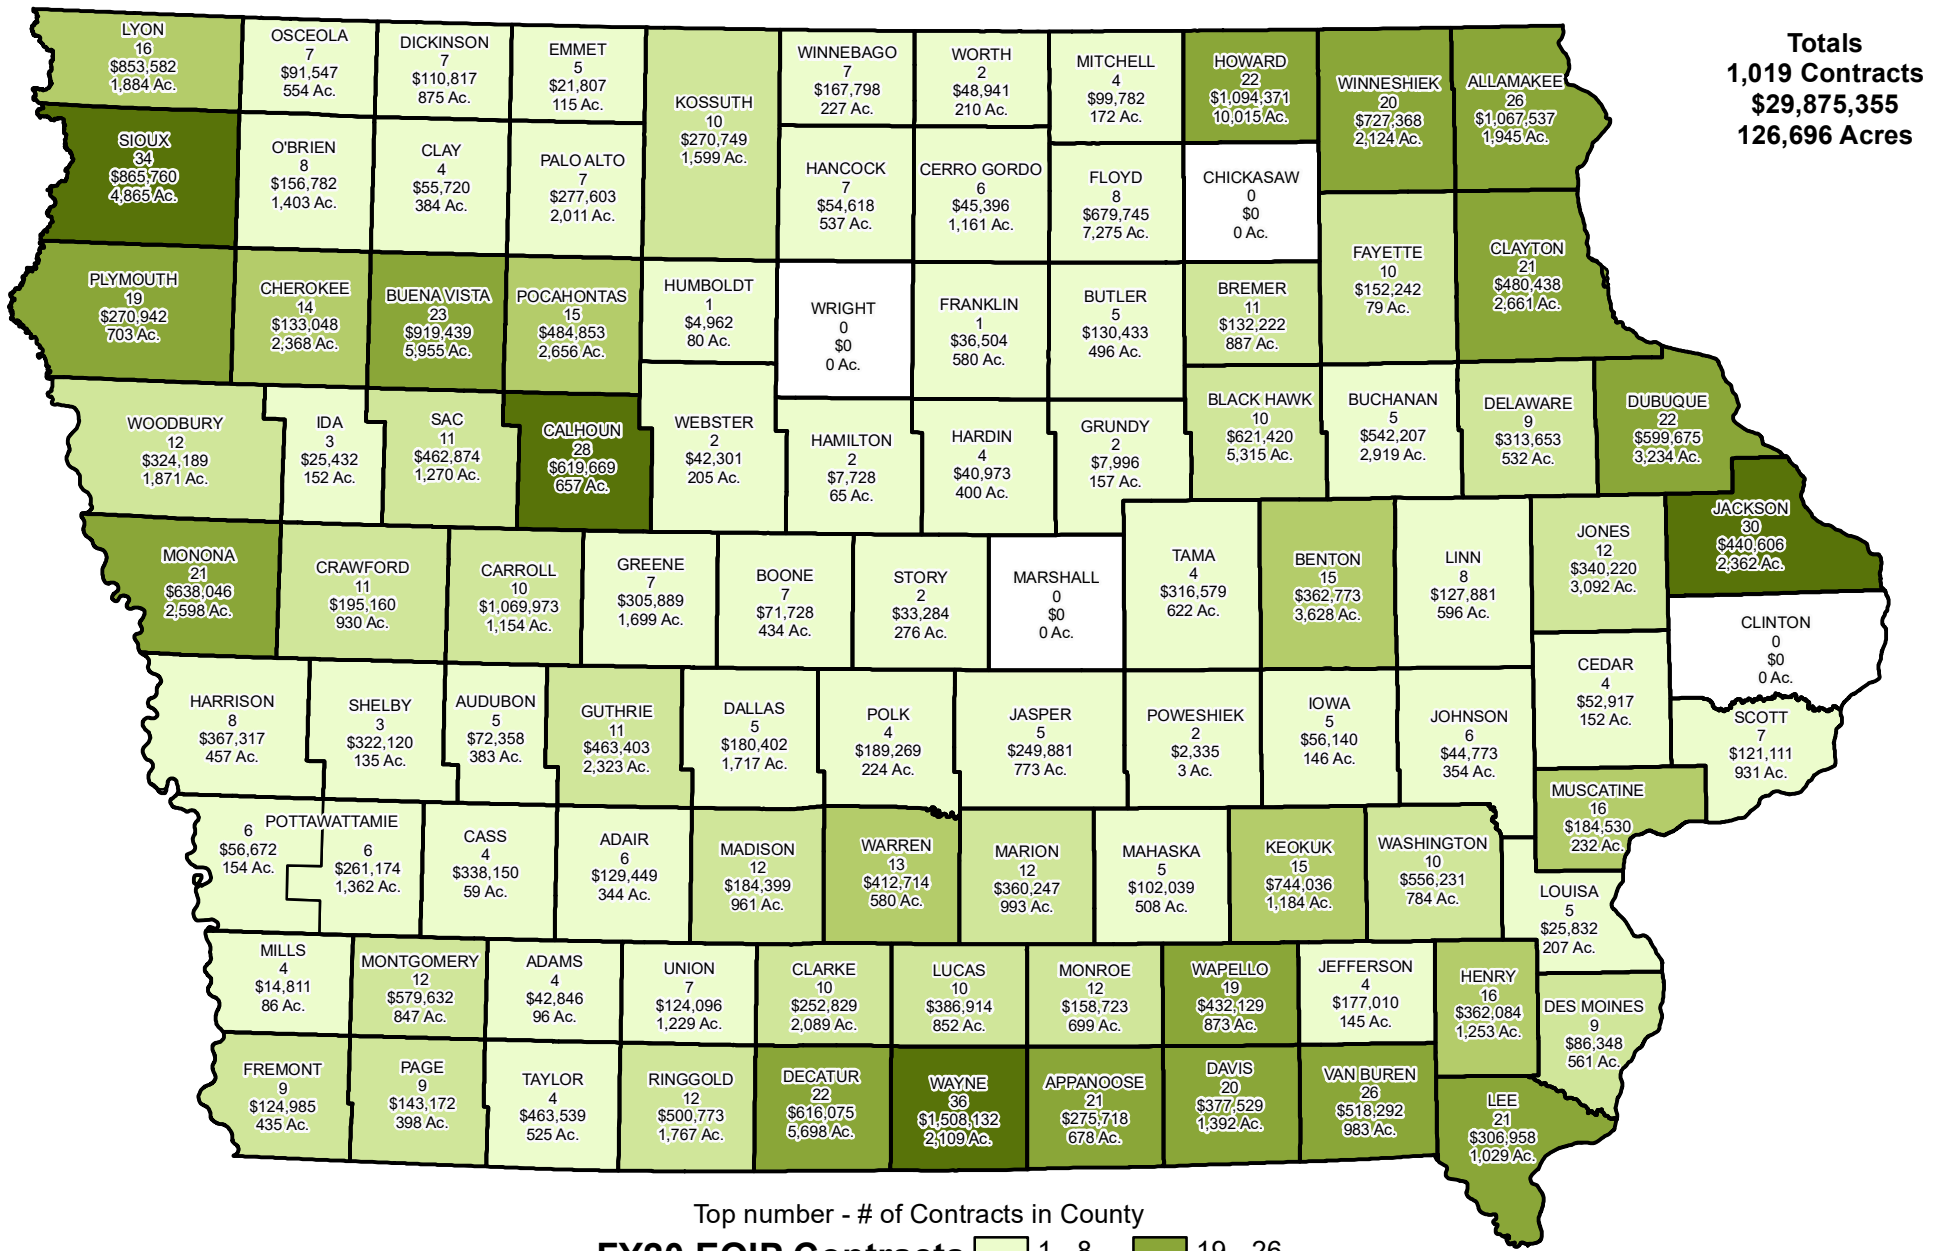 Totals
1,019 Contracts
$29,875,355
126,696 Acres
LYON
16
$853,582
1,884 Ac.
OSCEOLA
7
$91,547
554 Ac.
DICKINSON
7
$110,817
875 Ac.
EMMET
5
$21,807
115 Ac.
KOSSUTH
10
$270,749
1,599 Ac.
WINNEBAGO
7
$167,798
227 Ac.
WORTH
2
$48,941
210 Ac.
MITCHELL
4
$99,782
172 Ac.
HOWARD
22
$1,094,371
10,015 Ac.
WINNESHIEK
20
$727,368
2,124 Ac.
ALLAMAKEE
26
$1,067,537
1,945 Ac.
SIOUX
34
$865,760
4,865 Ac.
O'BRIEN
8
$156,782
1,403 Ac.
CLAY
4
$55,720
384 Ac.
PALO ALTO
7
$277,603
2,011 Ac.
HANCOCK
7
$54,618
537 Ac.
CERRO GORDO
6
$45,396
1,161 Ac.
FLOYD
8
$679,745
7,275 Ac.
CHICKASAW
0
$0
0 Ac.
PLYMOUTH
19
$270,942
703 Ac.
CHEROKEE
14
$133,048
2,368 Ac.
BUENA VISTA
23
$919,439
5,955 Ac.
POCAHONTAS
15
$484,853
2,656 Ac.
HUMBOLDT
1
$4,962
80 Ac.
WRIGHT
0
$0
0 Ac.
FRANKLIN
1
$36,504
580 Ac.
BUTLER
5
$130,433
496 Ac.
BREMER
11
$132,222
887 Ac.
FAYETTE
10
$152,242
79 Ac.
CLAYTON
21
$480,438
2,661 Ac.
WOODBURY
12
$324,189
1,871 Ac.
IDA
3
$25,432
152 Ac.
SAC
11
$462,874
1,270 Ac.
CALHOUN
28
$619,669
657 Ac.
WEBSTER
2
$42,301
205 Ac.
HAMILTON
2
$7,728
65 Ac.
HARDIN
4
$40,973
400 Ac.
GRUNDY
2
$7,996
157 Ac.
BLACK HAWK
10
$621,420
5,315 Ac.
BUCHANAN
5
$542,207
2,919 Ac.
DELAWARE
9
$313,653
532 Ac.
DUBUQUE
22
$599,675
3,234 Ac.
MONONA
21
$638,046
2,598 Ac.
CRAWFORD
11
$195,160
930 Ac.
CARROLL
10
$1,069,973
1,154 Ac.
GREENE
7
$305,889
1,699 Ac.
BOONE
7
$71,728
434 Ac.
STORY
2
$33,284
276 Ac.
MARSHALL
0
$0
0 Ac.
TAMA
4
$316,579
622 Ac.
BENTON
15
$362,773
3,628 Ac.
LINN
8
$127,881
596 Ac.
JONES
12
$340,220
3,092 Ac.
JACKSON
30
$440,606
2,362 Ac.
CLINTON
0
$0
0 Ac.
HARRISON
8
$367,317
457 Ac.
SHELBY
3
$322,120
135 Ac.
AUDUBON
5
$72,358
383 Ac.
GUTHRIE
11
$463,403
2,323 Ac.
DALLAS
5
$180,402
1,717 Ac.
POLK
4
$189,269
224 Ac.
JASPER
5
$249,881
773 Ac.
POWESHIEK
2
$2,335
3 Ac.
IOWA
5
$56,140
146 Ac.
JOHNSON
6
$44,773
354 Ac.
CEDAR
4
$52,917
152 Ac.
SCOTT
7
$121,111
931 Ac.
MUSCATINE
16
$184,530
232 Ac.
POTTAWATTAMIE
6
$56,672
154 Ac.
6
$261,174
1,362 Ac.
CASS
4
$338,150
59 Ac.
ADAIR
6
$129,449
344 Ac.
MADISON
12
$184,399
961 Ac.
WARREN
13
$412,714
580 Ac.
MARION
12
$360,247
993 Ac.
MAHASKA
5
$102,039
508 Ac.
KEOKUK
15
$744,036
1,184 Ac.
WASHINGTON
10
$556,231
784 Ac.
LOUISA
5
$25,832
207 Ac.
MILLS
4
$14,811
86 Ac.
MONTGOMERY
12
$579,632
847 Ac.
ADAMS
4
$42,846
96 Ac.
UNION
7
$124,096
1,229 Ac.
CLARKE
10
$252,829
2,089 Ac.
LUCAS
10
$386,914
852 Ac.
MONROE
12
$158,723
699 Ac.
WAPELLO
19
$432,129
873 Ac.
JEFFERSON
4
$177,010
145 Ac.
HENRY
16
$362,084
1,253 Ac.
DES MOINES
9
$86,348
561 Ac.
FREMONT
9
$124,985
435 Ac.
PAGE
9
$143,172
398 Ac.
TAYLOR
4
$463,539
525 Ac.
RINGGOLD
12
$500,773
1,767 Ac.
DECATUR
22
$616,075
5,698 Ac.
WAYNE
36
$1,508,132
2,109 Ac.
APPANOOSE
21
$275,718
678 Ac.
DAVIS
20
$377,529
1,392 Ac.
VAN BUREN
26
$518,292
983 Ac.
LEE
21
$306,958
1,029 Ac.
Top number - # of Contracts in County
FY20 EQIP Contracts 1 - 8 19 - 26